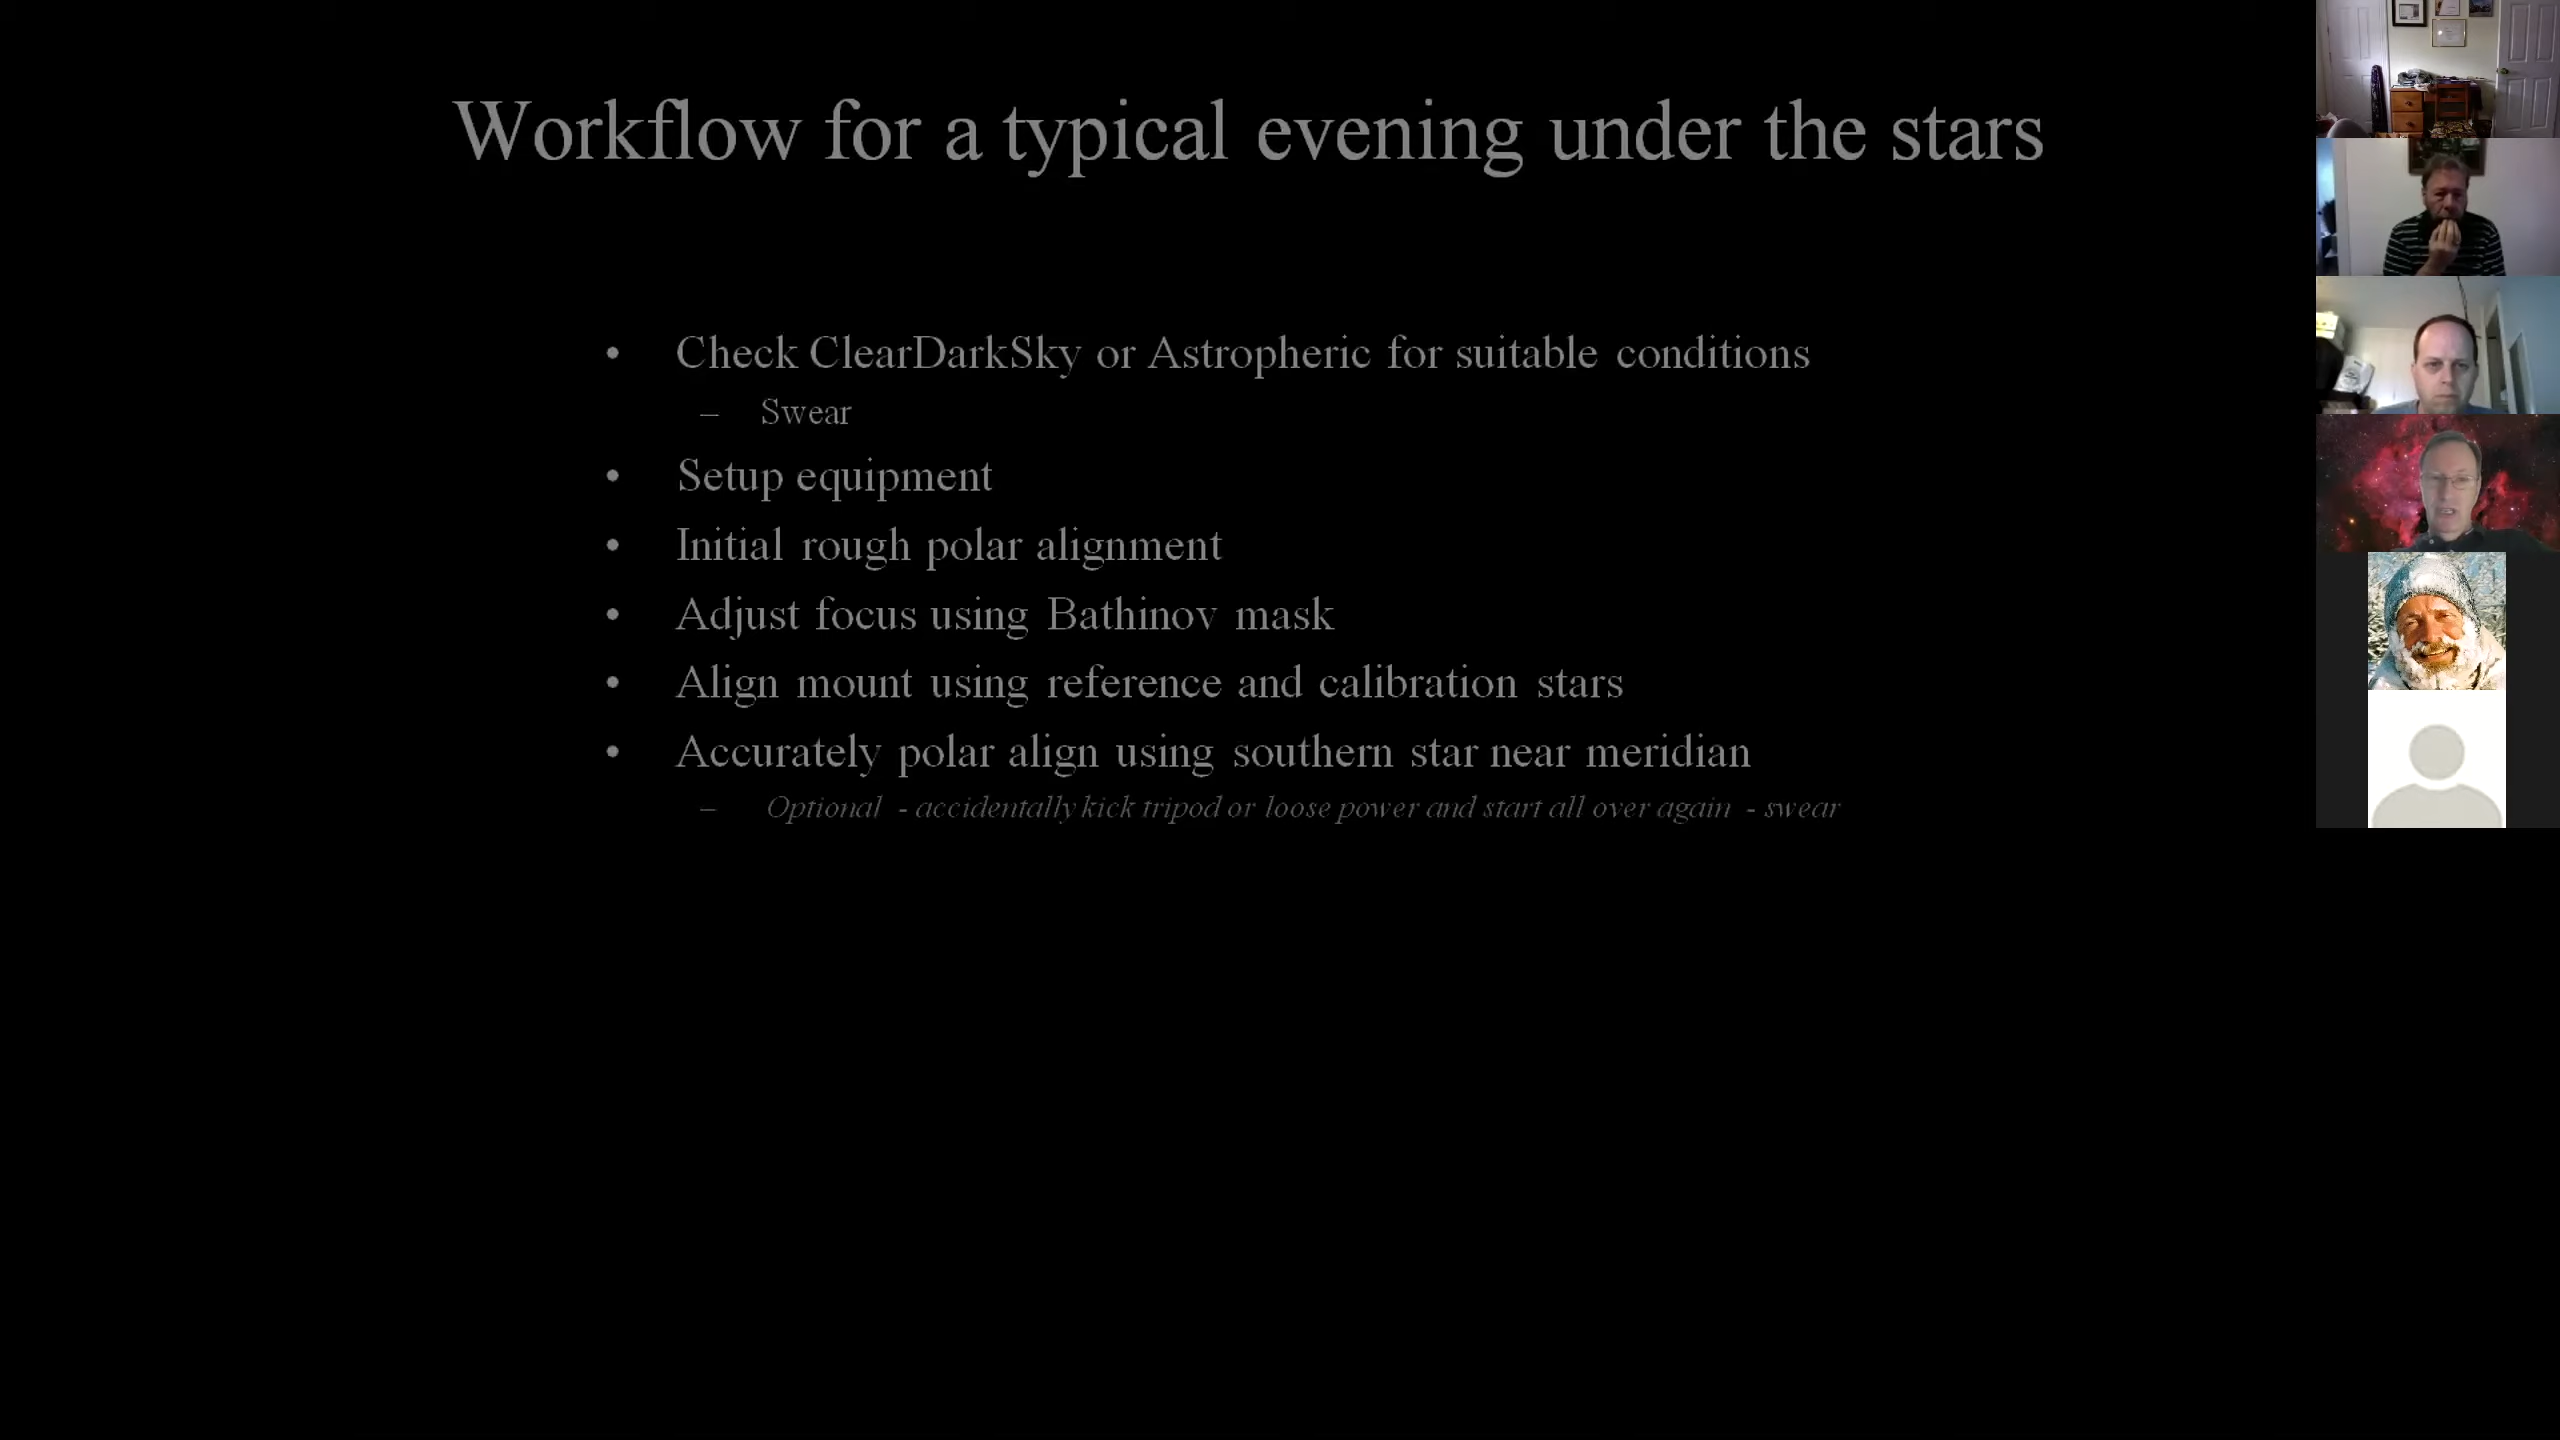 Workflow for a typical evening under the stars
• Check ClearDarkSky or Astropheric for suitable conditions
– Swear
• Setup equipment
• Initial rough polar alignment
• Adjust focus using Bathinov mask
• Align mount using reference and calibration stars
• Accurately polar align using southern star near meridian
– Optional - accidentally kick tripod or loose power and start all over again - swear